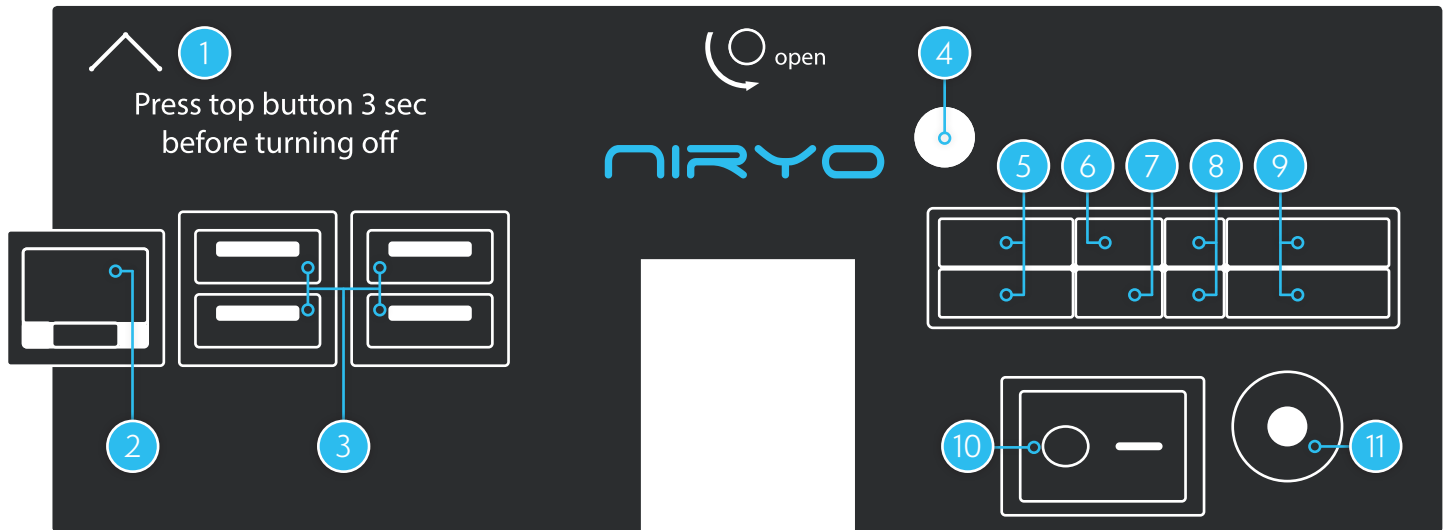 1
open
4
Press top button 3 sec
before turning off
NIRYO
5 6 7 8 9
2 3 10 11